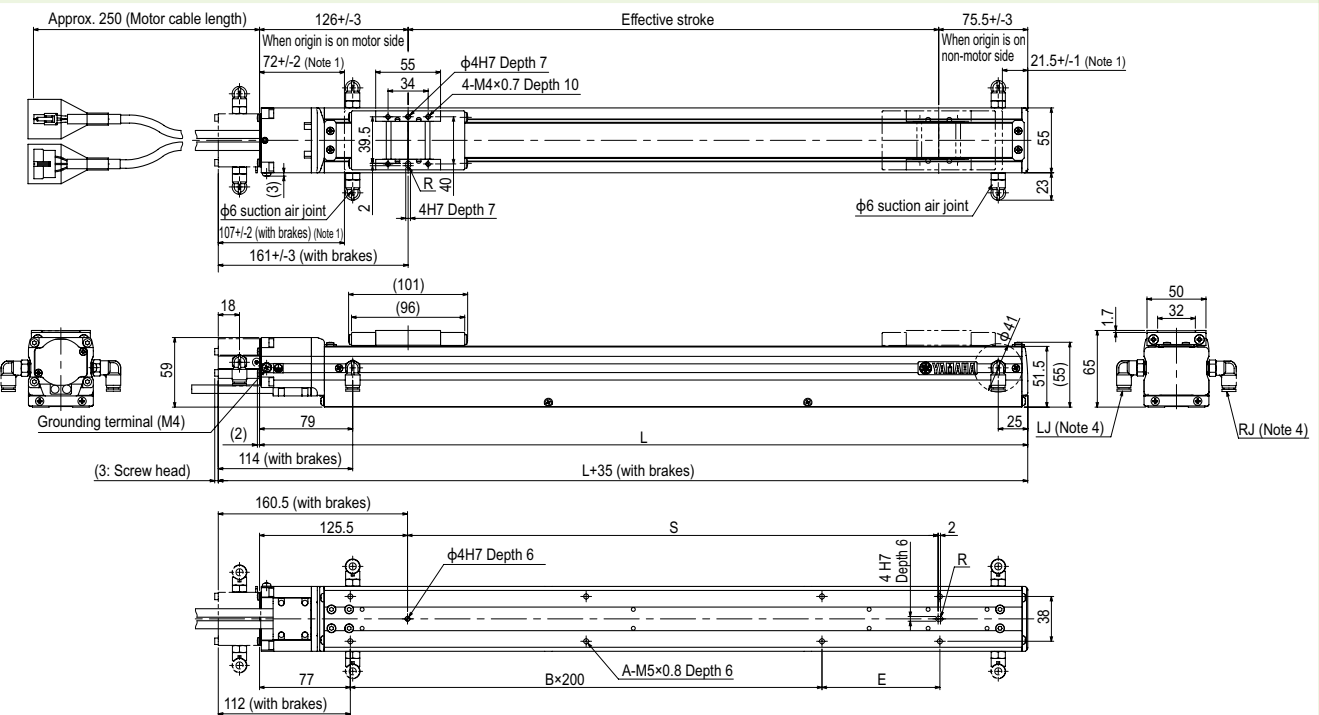 Approx. 250 (Motor cable length)
126+/-3
Effective stroke
75.5+/-3
When origin is on motor side
When origin is on
non-motor side
72+/-2 (Note 1)
21.5+/-1 (Note 1)
55
34
ϕ4H7 Depth 7
4-M4×0.7 Depth 10
39.5
40
55
23
(3)
2
R
4H7 Depth 7
ϕ6 suction air joint
ϕ6 suction air joint
107+/-2 (with brakes) (Note 1)
161+/-3 (with brakes)
(101)
(96)
18
59
ϕ41
YAMAHA
51.5
(55)
50
32
1.7
65
Grounding terminal (M4)
79
25
LJ (Note 4)
RJ (Note 4)
(2)
L
114 (with brakes)
(3: Screw head)
L+35 (with brakes)
160.5 (with brakes)
125.5
S
2
ϕ4H7 Depth 6
4 H7
Depth 6
R
38
A-M5×0.8 Depth 6
77
B×200
E
112 (with brakes)